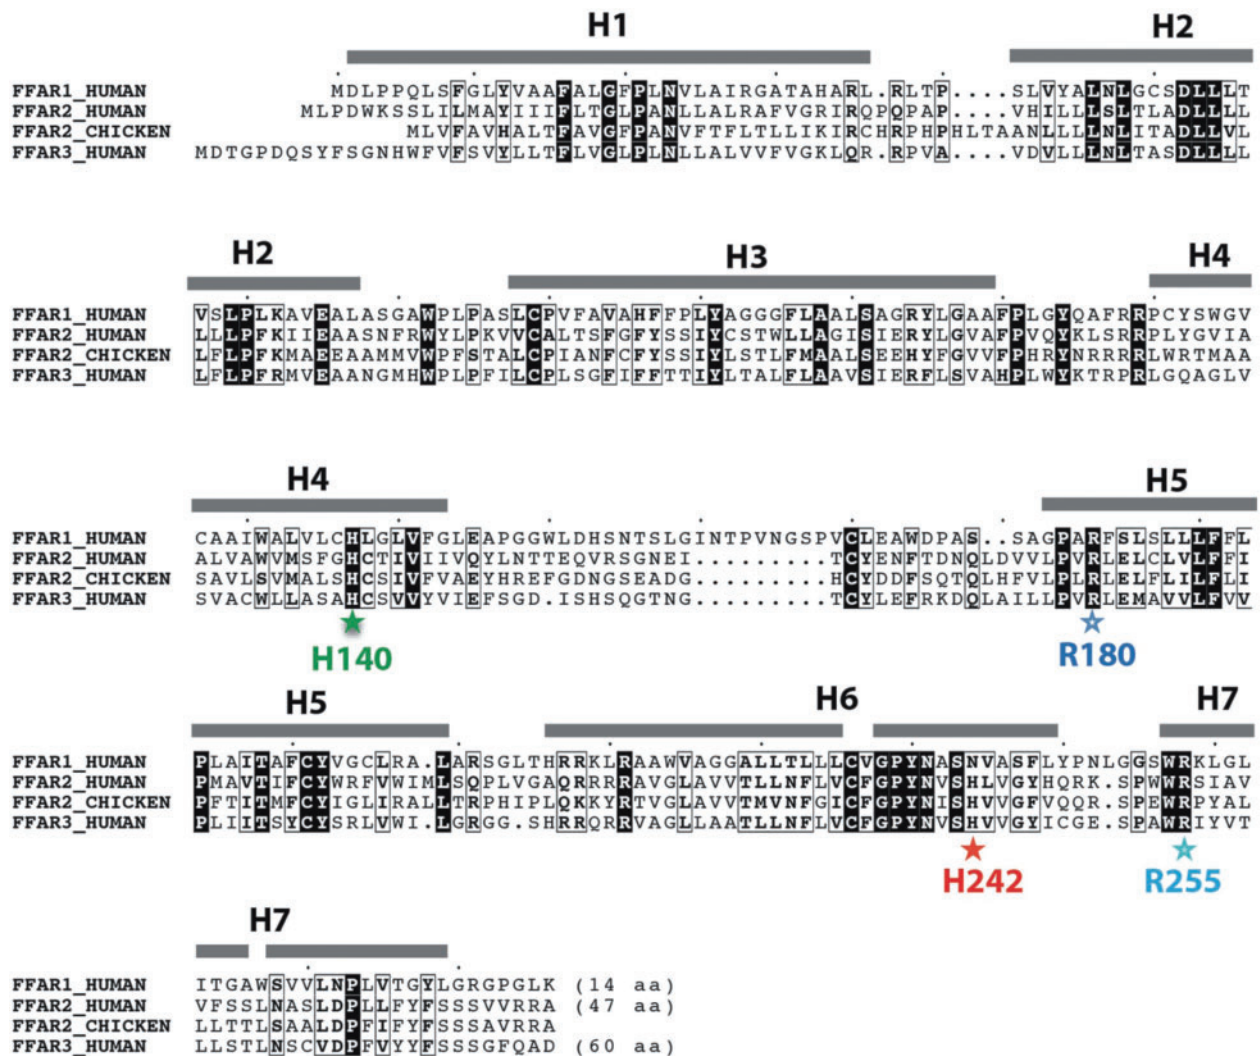 H1 H2
FFAR1_HUMAN MDLPPQLSFGLYVAAFALGFPLNVLAIRGATAHARL.RLTP....SLVYALNLGCSDLLLT
FFAR2_HUMAN MLPDWKSSLILMAYIIIFLTGLPANLLALRAFVGRIRQPQPAP....VHILLLSLTLADLLLL
FFAR2_CHICKEN MLVFAVHALTFAVGFPANVFTFLTLLIKIRCHRPHPHLTAANLLLLNLITADLLVL
FFAR3_HUMAN MDTGPDQSYFSGNHWFVFSVYLLTFLVGLPLNLLALVVFVGKLQR.RPVA....VDVLLLNLTASDLLLL
H2 H3 H4
FFAR1_HUMAN VSLPLKAVEALASGAWPLPASLCPVFAVAHFFPLYAGGGFLAALSAGRYLGAAFPLGYQAFRRPCYSWGV
FFAR2_HUMAN LLLPFKIIEAASNFRWYLPKVVCALTSFGFYSSIYCSTWLLAGISIERYLGVAFPVQYKLSRRPLYGVIA
FFAR2_CHICKEN LFLPFKMAEEAAMMVWPFSTALCPIANFCFYSSIYLSTLFMAALSEEHYFGVVFPHRYNRRRRLWRTMAA
FFAR3_HUMAN LFLPFRMVEAANGMHWPLPFILCPLSGFIFFTTIYLTALFLAAVSIERFLSVAHPLWYKTRPRLGQAGLV
H4 H5
FFAR1_HUMAN CAAIWALVLCHLGLVFGLEAPGGWLDHSNTSLGINTPVNGSPVCLEAWDPAS..SAGPARFSLSLLLFFL
FFAR2_HUMAN ALVAWVMSFGHCTIVIIVQYLNTTEQVRSGNEI.........TCYENFTDNQLDVVLPVRLELCLVLFFI
FFAR2_CHICKEN SAVLSVMALSHCSIVFVAEYHREFGDNGSEADG.........HCYDDFSQTQLHFVLPLRLELFLILFLI
FFAR3_HUMAN SVACWLLASAHCSVVYVIEFSGD.ISHSQGTNG.........TCYLEFRKDQLAILLPVRLEMAVVLFVV
H140 R180
H5 H6 H7
FFAR1_HUMAN PLAITAFCYVGCLRA.LARSGLTHRRKLRAAWVAGGALLTLLLCVGPYNASNVASFLYPNLGGSWRKLGL
FFAR2_HUMAN PMAVTIFCYWRFVWIMLSQPLVGAQRRRRAVGLAVVTLLNFLVCFGPYNVSHLVGYHQRK.SPWWRSIAV
FFAR2_CHICKEN PFTITMFCYIGLIRALLTRPHIPLQKKYRTVGLAVVTMVNFGICFGPYNISHVVGFVQQR.SPEWRPYAL
FFAR3_HUMAN PLIITSYCYSRLVWI.LGRGG.SHRRQRRVAGLLAATLLNFLVCFGPYNVSHVVGYICGE.SPAWRIYVT
H242 R255
H7
FFAR1_HUMAN ITGAWSVVLNPLVTGYLGRGPGLK (14 aa)
FFAR2_HUMAN VFSSLNASLDPLLFYFSSSVVRRA (47 aa)
FFAR2_CHICKEN LLTTLSAALDPFIFYFSSSAVRRA
FFAR3_HUMAN LLSTLNSCVDPFVYYFSSSGFQAD (60 aa)